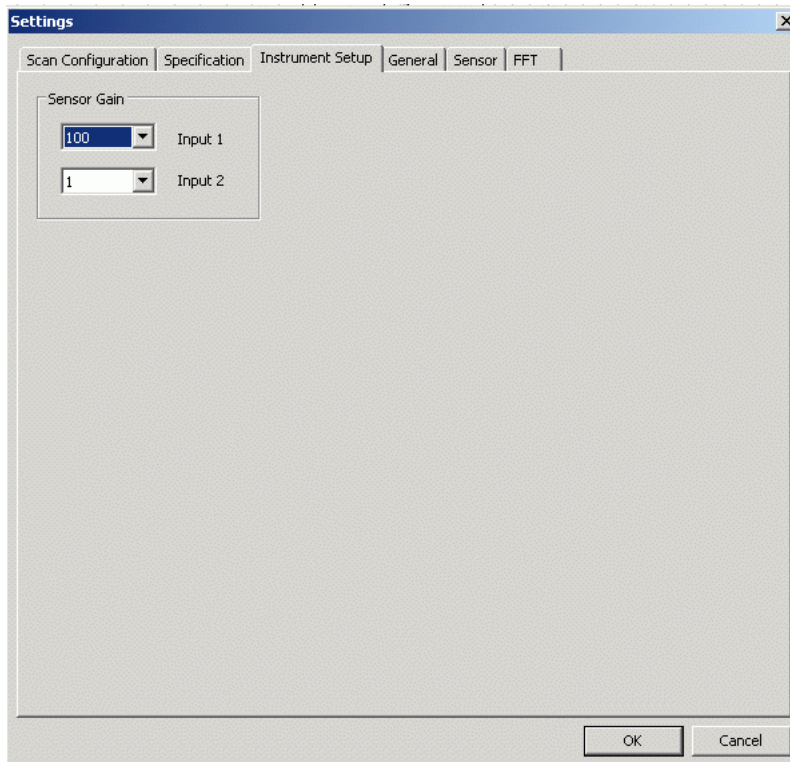 Settings
Scan Configuration Specification Instrument Setup General Sensor FFT
Sensor Gain
100 Input 1
1 Input 2
OK Cancel